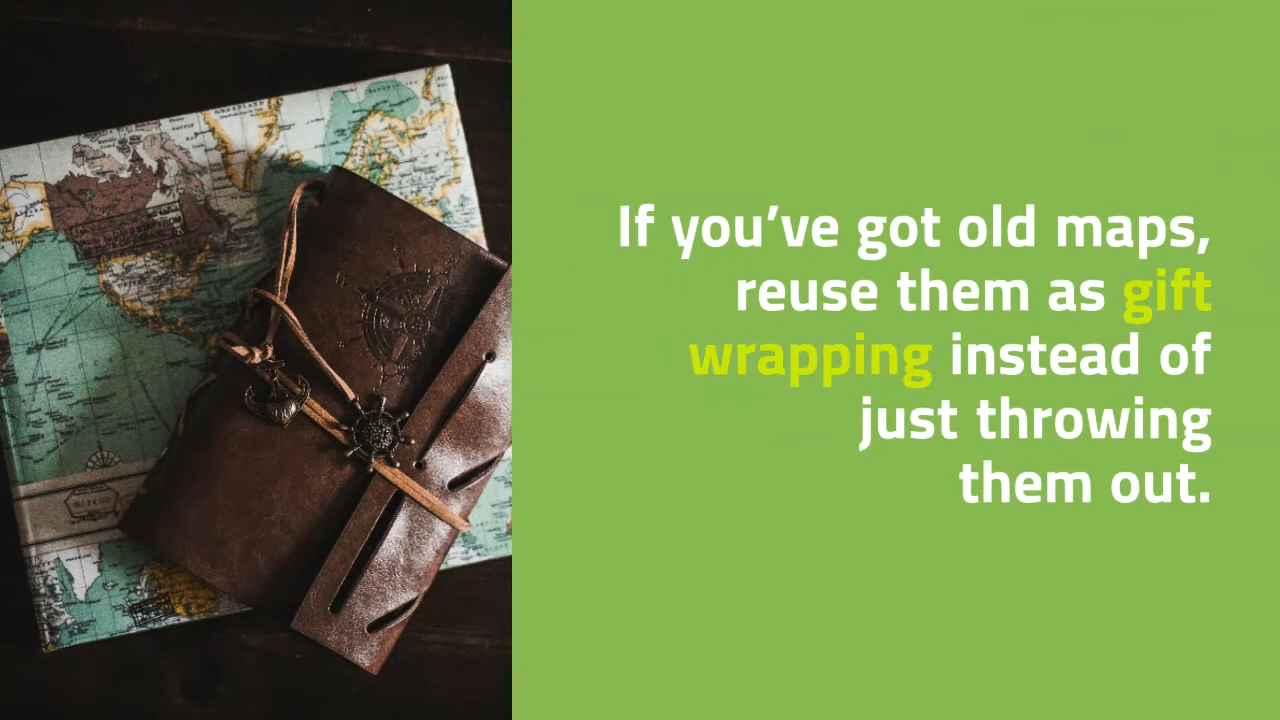 If you’ve got old maps,
reuse them as gift
wrapping instead of
just throwing
them out.